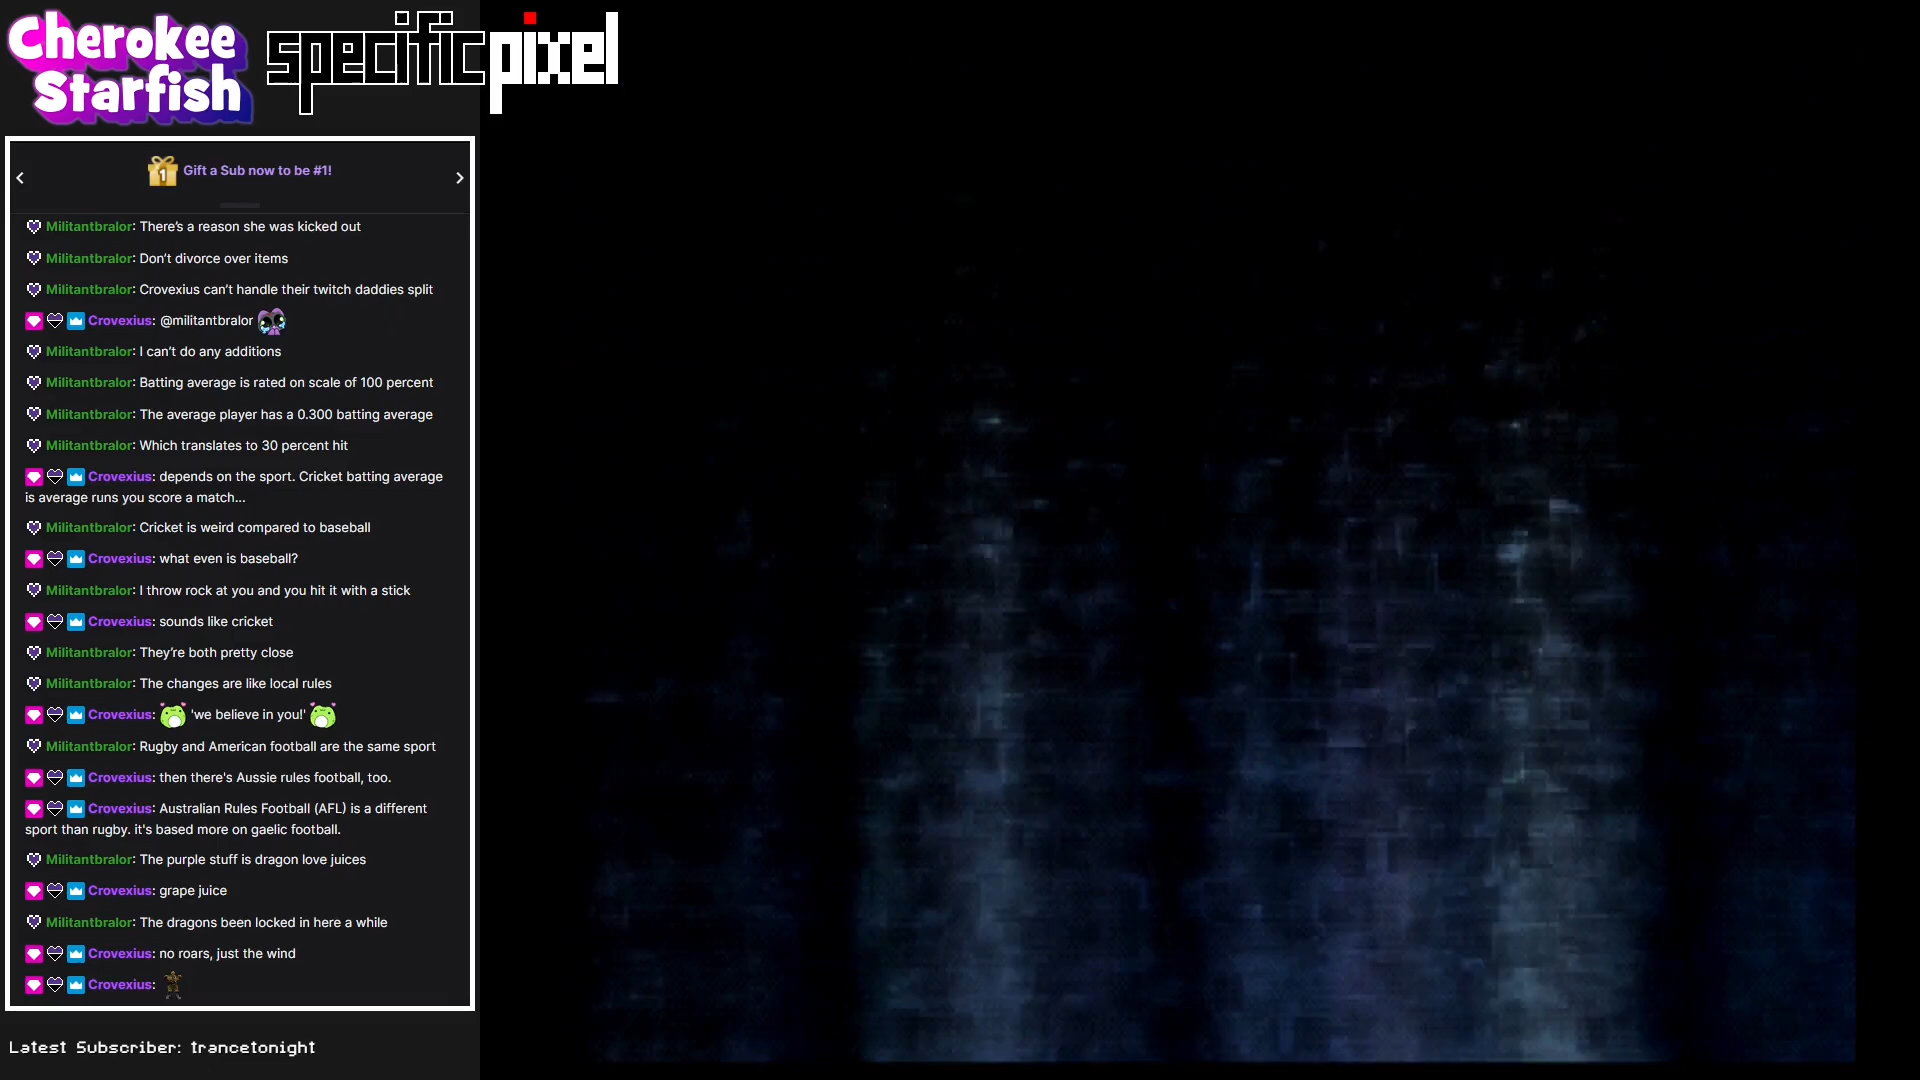 Cherokee
Starfish
specificpixel
1
Gift a Sub now to be #1!
Militantbralor: There's a reason she was kicked out
Militantbralor: Don't divorce over items
Militantbralor: Crovexius can't handle their twitch daddies split
Crovexius: @militantbralor
Militantbralor: I can't do any additions
Militantbralor: Batting average is rated on scale of 100 percent
Militantbralor: The average player has a 0.300 batting average
Militantbralor: Which translates to 30 percent hit
Crovexius: depends on the sport. Cricket batting average
is average runs you score a match...
Militantbralor: Cricket is weird compared to baseball
Crovexius: what even is baseball?
Militantbralor: I throw rock at you and you hit it with a stick
Crovexius: sounds like cricket
Militantbralor: They're both pretty close
Militantbralor: The changes are like local rules
Crovexius: 'we believe in you!'
Militantbralor: Rugby and American football are the same sport
Crovexius: then there's Aussie rules football, too.
Crovexius: Australian Rules Football (AFL) is a different
sport than rugby. it's based more on gaelic football.
Militantbralor: The purple stuff is dragon love juices
Crovexius: grape juice
Militantbralor: The dragons been locked in here a while
Crovexius: no roars, just the wind
Crovexius:
Latest Subscriber: trancetonight